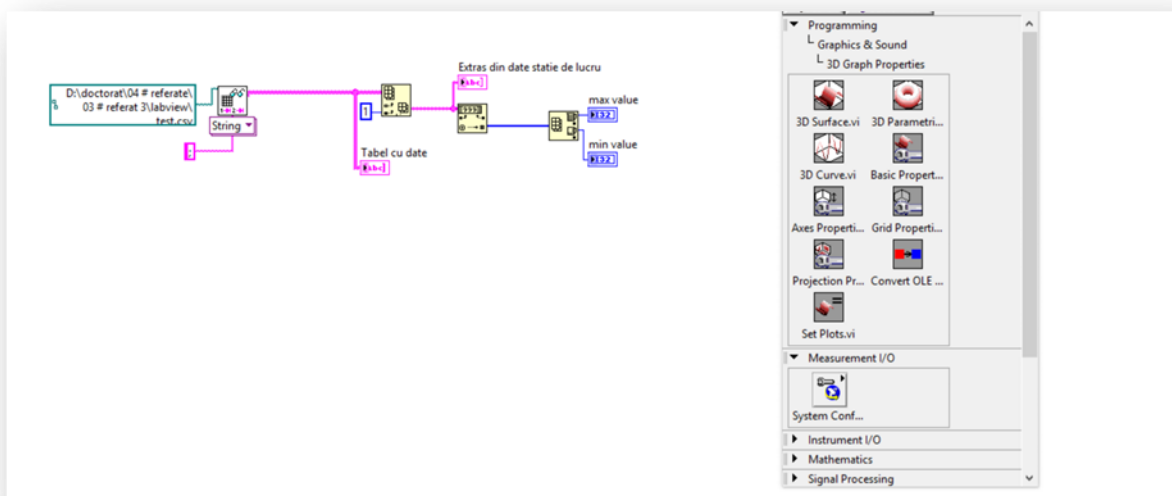 D:\doctorat\04 # referate\
03 # referat 3\labview\
test.csv
String
1
Tabel cu date
Extras din date statie de lucru
max value
min value
Programming
Graphics & Sound
3D Graph Properties
3D Surface.vi
3D Parametri...
3D Curve.vi
Basic Propert...
Axes Properti...
Grid Properti...
Projection Pr...
Convert OLE ...
Set Plots.vi
Measurement I/O
System Conf...
Instrument I/O
Mathematics
Signal Processing